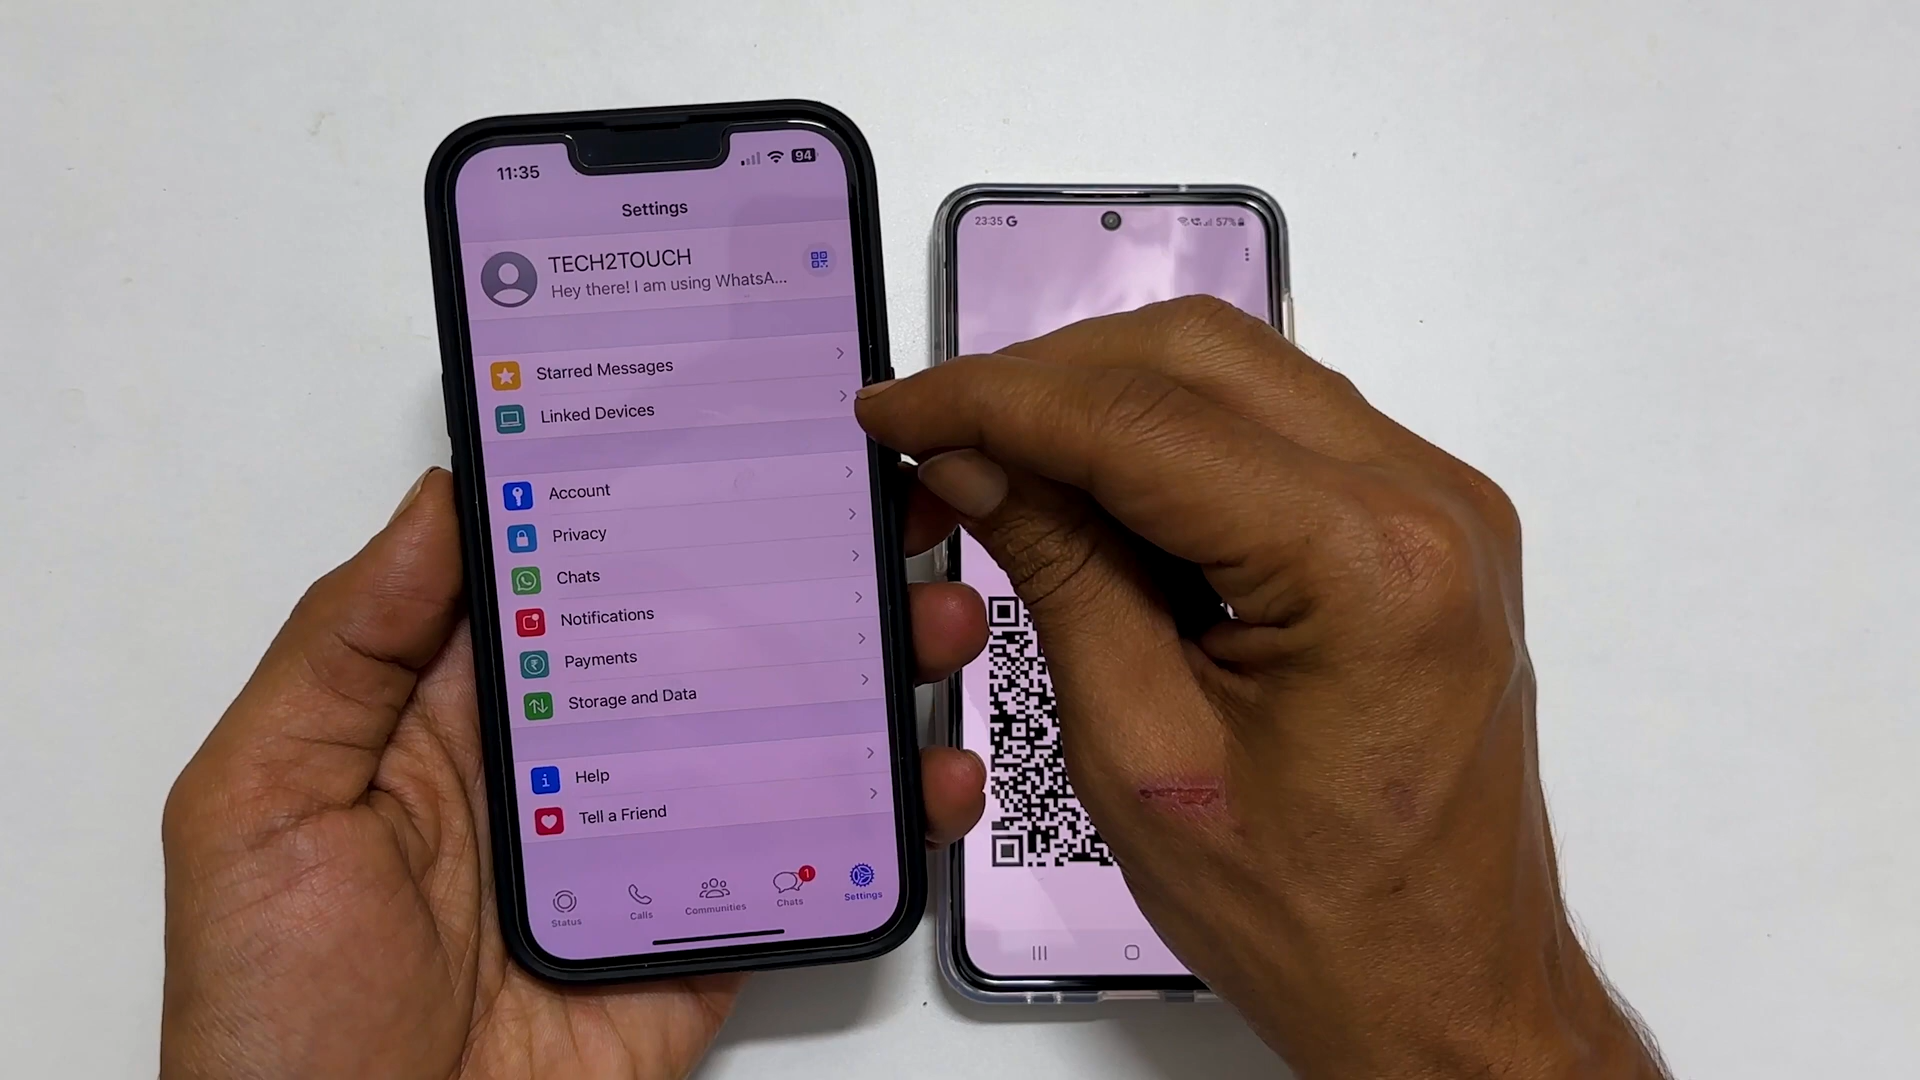 11:35
94
Settings
TECH2TOUCH
Hey there! I am using WhatsA...
Starred Messages
Linked Devices
Account
Privacy
Chats
Notifications
Payments
Storage and Data
Help
Tell a Friend
Status
Calls
Communities
Chats
1
Settings
23:35 G
57%